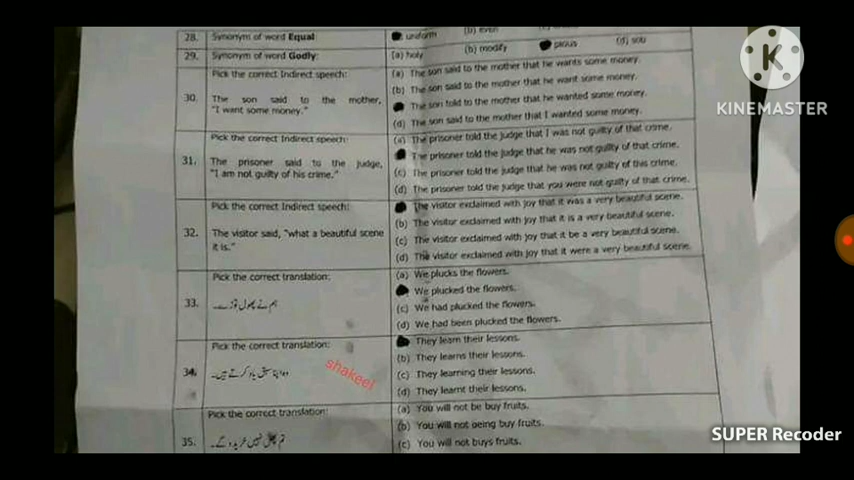 28. Synonym of word Equal uniform (b) even
29. Synonym of word Godly: (a) holy (b) modify pious (d) sob
30. Pick the correct Indirect speech:
The son said to the mother, "I want some money."
(a) The son said to the mother that he wants some money.
(b) The son said to the mother that he want some money.
The son told to the mother that he wanted some money.
(d) The son said to the mother that I wanted some money.
31. Pick the correct Indirect speech:
The prisoner said to the judge, "I am not guilty of his crime."
(a) The prisoner told the judge that I was not guilty of that crime.
The prisoner told the judge that he was not guilty of that crime.
(c) The prisoner told the judge that he was not guilty of this crime.
(d) The prisoner told the judge that you were not guilty of that crime.
32. Pick the correct Indirect speech:
The visitor said, "what a beautiful scene it is."
The visitor exclaimed with joy that it was a very beautiful scene.
(b) The visitor exclaimed with joy that it is a very beautiful scene.
(c) The visitor exclaimed with joy that it be a very beautiful scene.
(d) The visitor exclaimed with joy that it were a very beautiful scene.
33. Pick the correct translation:
ہم نے پھول توڑے۔
(a) We plucks the flowers.
We plucked the flowers.
(c) We had plucked the flowers.
(d) We had been plucked the flowers.
34. Pick the correct translation:
وہ اپنا سبق یاد کرتے ہیں۔
They learn their lessons.
(b) They learns their lessons.
(c) They learning their lessons.
(d) They learnt their lessons.
35. Pick the correct translation:
تم پھل نہیں خریدو گے۔
(a) You will not be buy fruits.
(b) You will not being buy fruits.
(c) You will not buys fruits.
shakeel
KINEMASTER
SUPER Recorder